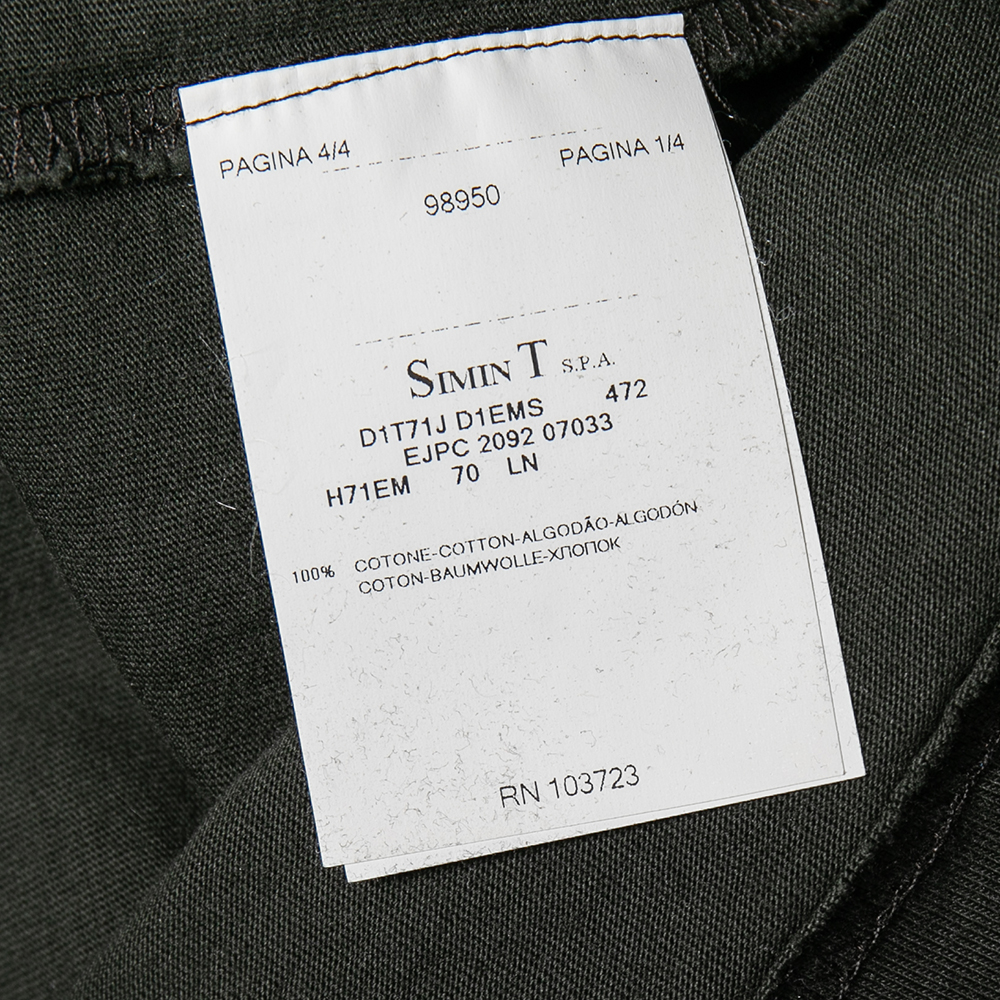 PAGINA 4/4 PAGINA 1/4
98950
SIMIN T S.P.A.
D1T71J D1EMS 472
EJPC 2092 07033
H71EM 70 LN
100% COTONE-COTTON-ALGODÃO-ALGODÓN
COTON-BAUMWOLLE-ХЛОПОК
RN 103723